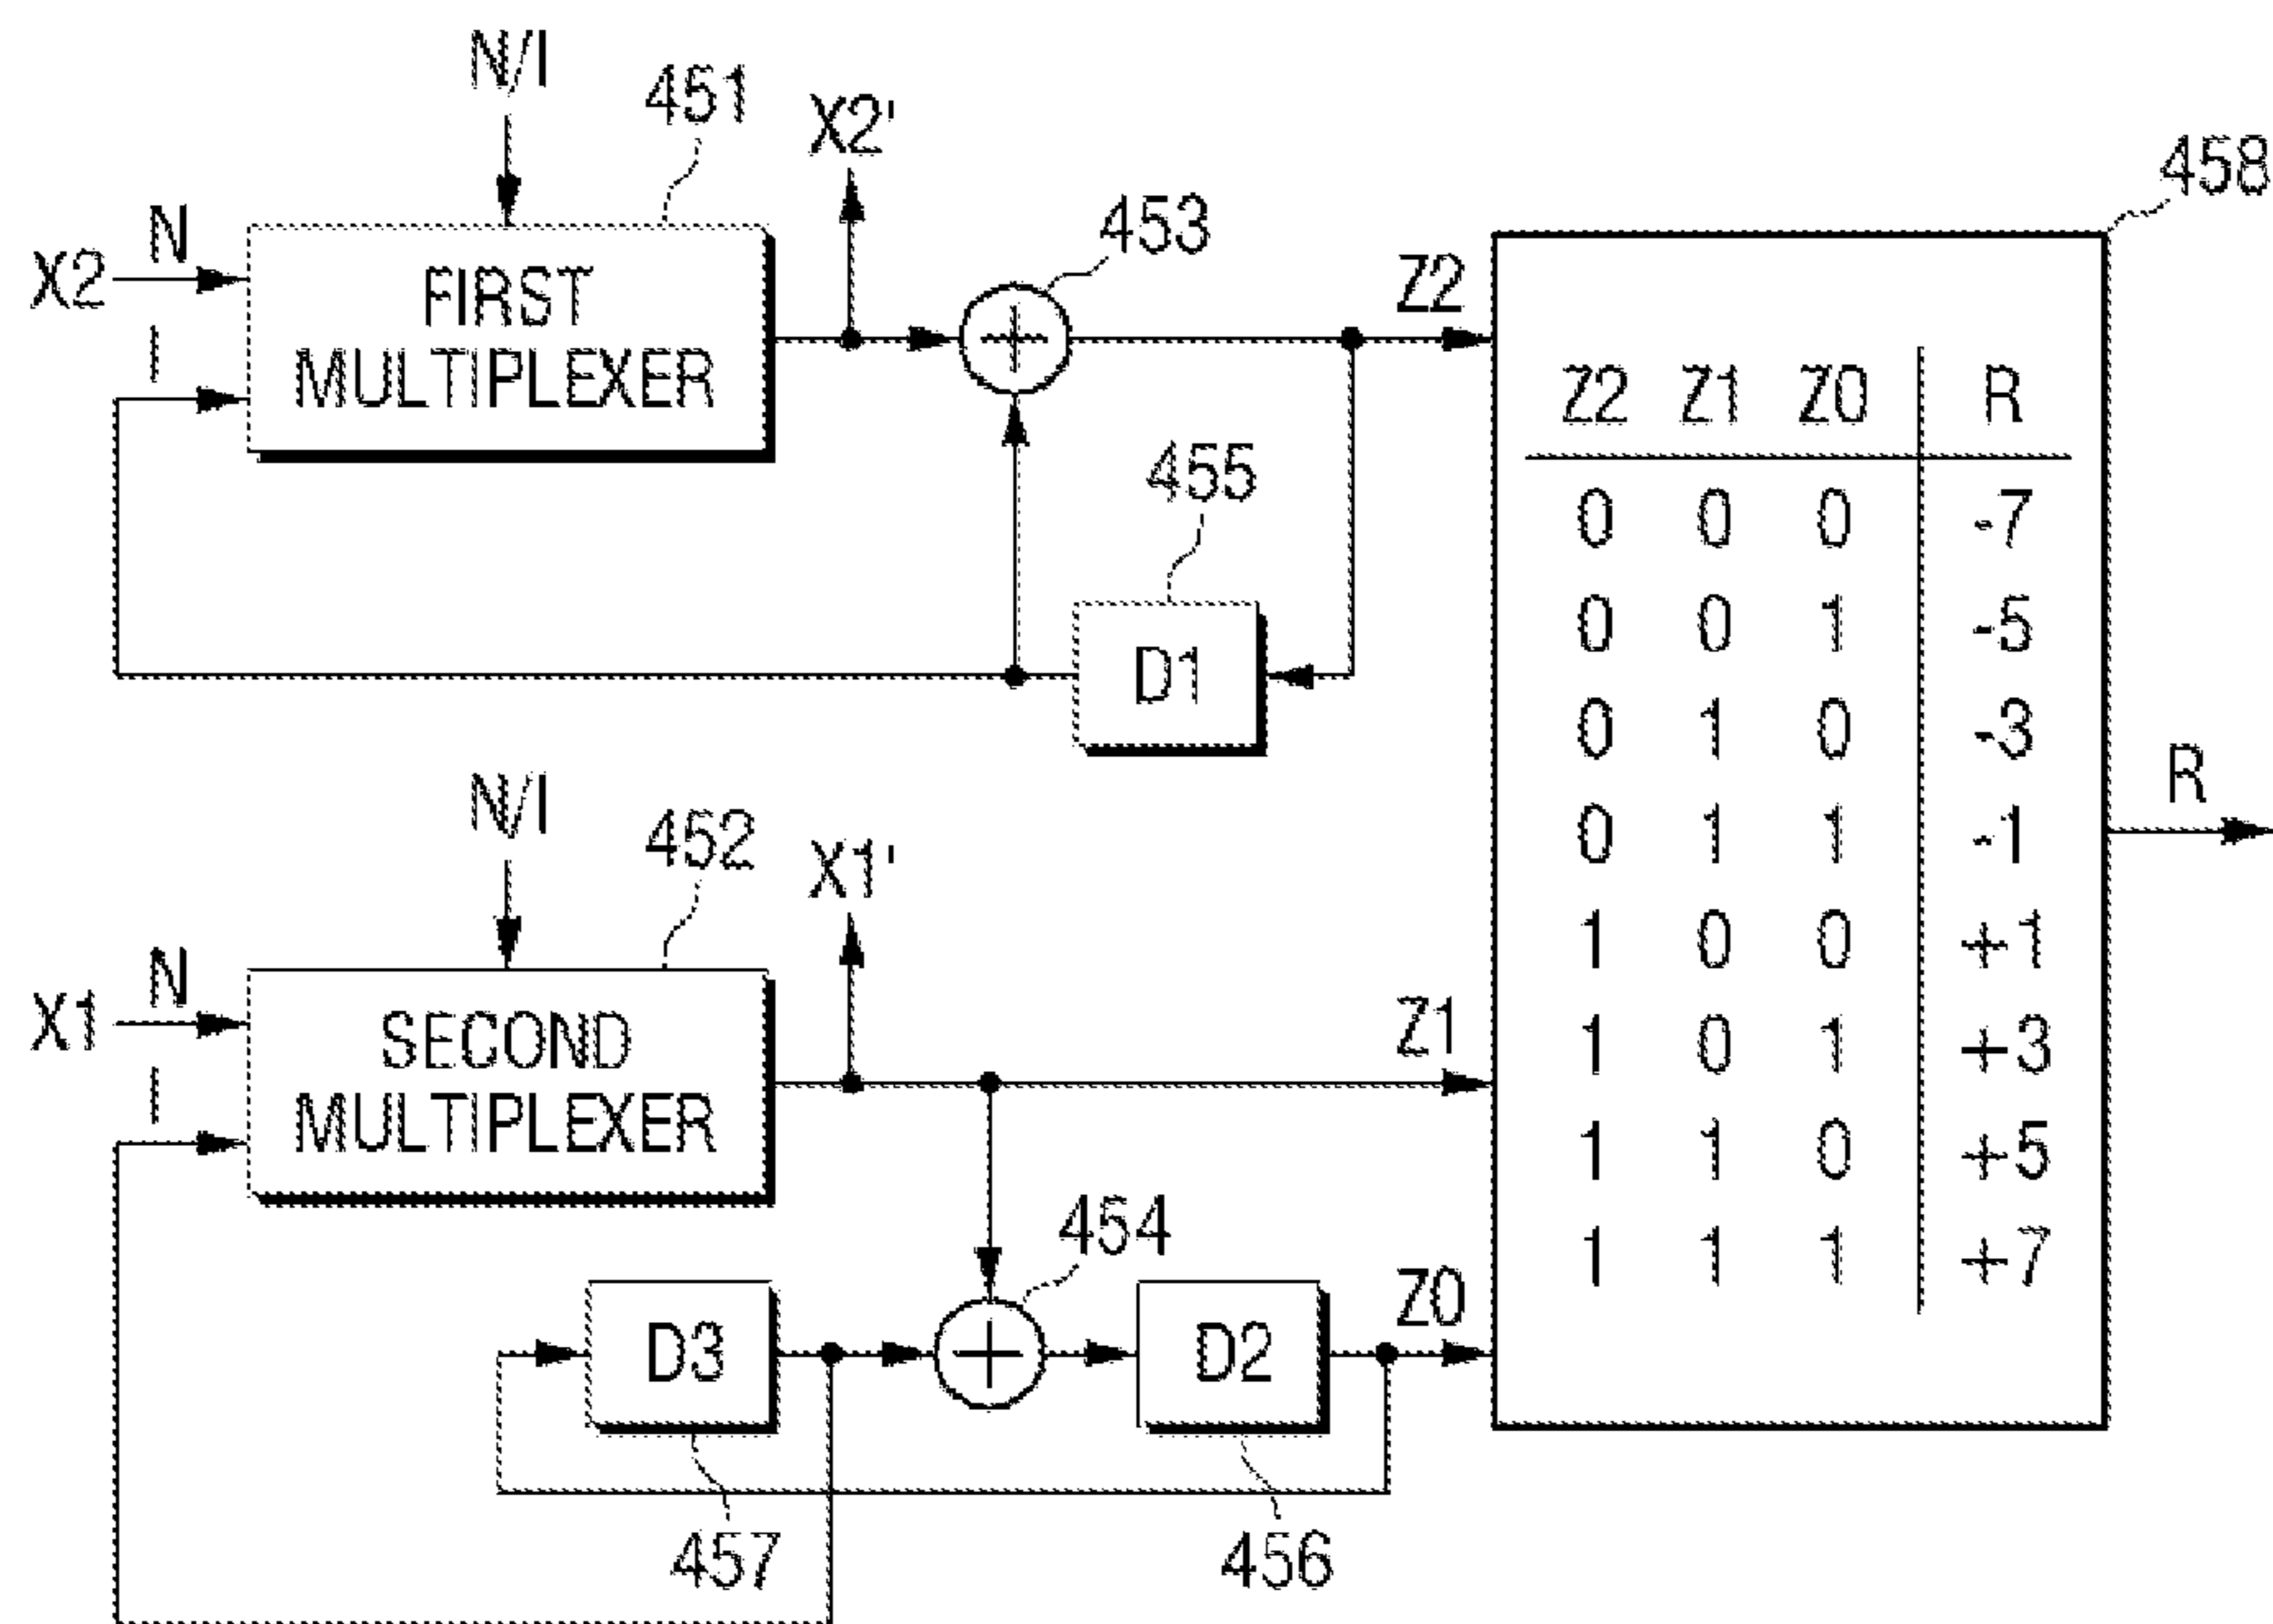 N/I
451
X2'
458
N
X2
I
FIRST
MULTIPLEXER
453
Z2
455
D1
N/I
452
X1'
N
X1
I
SECOND
MULTIPLEXER
Z1
454
D3
D2
Z0
457
456
Z2 Z1 Z0 R
0 0 0 -7
0 0 1 -5
0 1 0 -3
0 1 1 -1
1 0 0 +1
1 0 1 +3
1 1 0 +5
1 1 1 +7
R